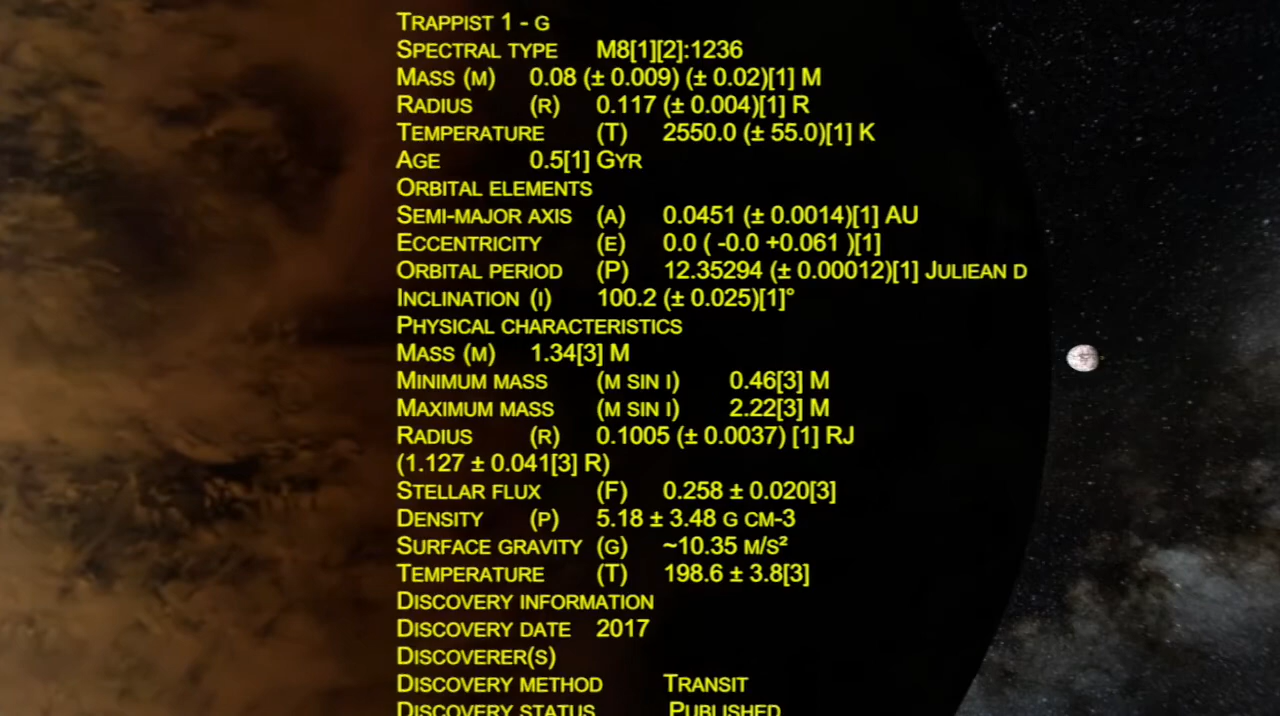 TRAPPIST 1 - G
SPECTRAL TYPE M8[1][2]:1236
MASS (M) 0.08 (± 0.009) (± 0.02)[1] M
RADIUS (R) 0.117 (± 0.004)[1] R
TEMPERATURE (T) 2550.0 (± 55.0)[1] K
AGE 0.5[1] GYR
ORBITAL ELEMENTS
SEMI-MAJOR AXIS (A) 0.0451 (± 0.0014)[1] AU
ECCENTRICITY (E) 0.0 ( -0.0 +0.061 )[1]
ORBITAL PERIOD (P) 12.35294 (± 0.00012)[1] JULIEAN D
INCLINATION (I) 100.2 (± 0.025)[1]°
PHYSICAL CHARACTERISTICS
MASS (M) 1.34[3] M
MINIMUM MASS (M SIN I) 0.46[3] M
MAXIMUM MASS (M SIN I) 2.22[3] M
RADIUS (R) 0.1005 (± 0.0037) [1] RJ
(1.127 ± 0.041[3] R)
STELLAR FLUX (F) 0.258 ± 0.020[3]
DENSITY (P) 5.18 ± 3.48 G CM-3
SURFACE GRAVITY (G) ~10.35 M/S²
TEMPERATURE (T) 198.6 ± 3.8[3]
DISCOVERY INFORMATION
DISCOVERY DATE 2017
DISCOVERER(S)
DISCOVERY METHOD TRANSIT
DISCOVERY STATUS PUBLISHED